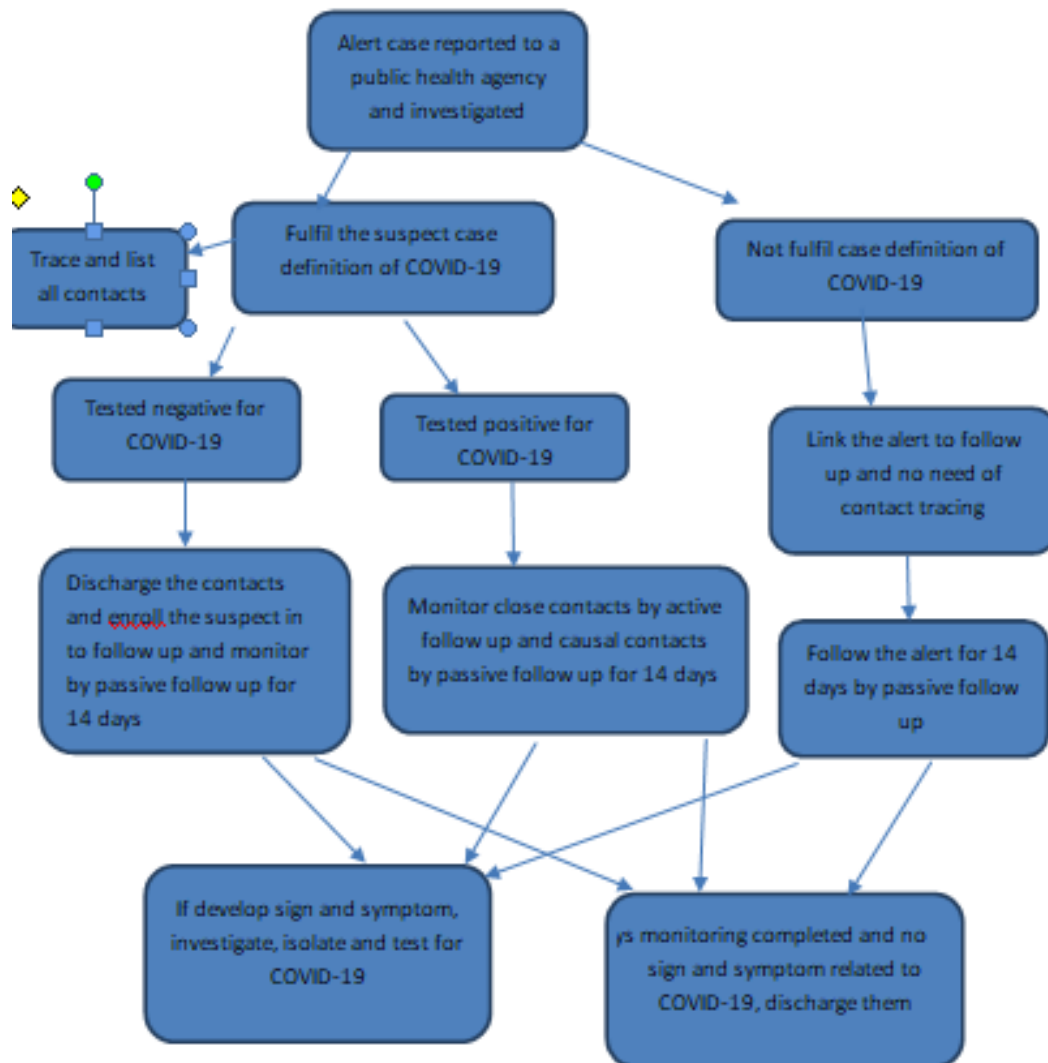 Alert case reported to a
public health agency
and investigated
Trace and list
all contacts
Fulfil the suspect case
definition of COVID-19
Not fulfil case definition of
COVID-19
Tested negative for
COVID-19
Tested positive for
COVID-19
Link the alert to follow
up and no need of
contact tracing
Discharge the contacts
and enroll the suspect in
to follow up and monitor
by passive follow up for
14 days
Monitor close contacts by active
follow up and causal contacts
by passive follow up for 14 days
Follow the alert for 14
days by passive follow
up
If develop sign and symptom,
investigate, isolate and test for
COVID-19
ys monitoring completed and no
sign and symptom related to
COVID-19, discharge them